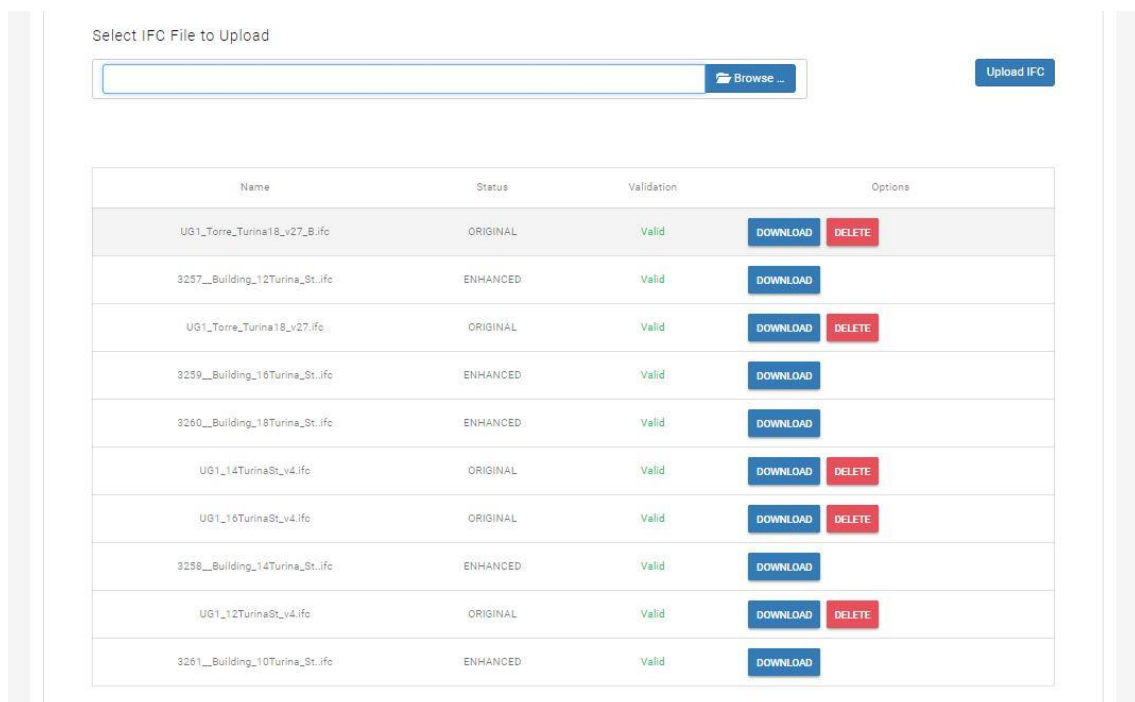 Select IFC File to Upload
Browse ...
Upload IFC
Name Status Validation Options
UG1_Torre_Turina18_v27_B.ifc ORIGINAL Valid DOWNLOAD DELETE
3257__Building_12Turina_St..ifc ENHANCED Valid DOWNLOAD
UG1_Torre_Turina18_v27.ifc ORIGINAL Valid DOWNLOAD DELETE
3259__Building_16Turina_St..ifc ENHANCED Valid DOWNLOAD
3260__Building_18Turina_St..ifc ENHANCED Valid DOWNLOAD
UG1_14TurinaSt_v4.ifc ORIGINAL Valid DOWNLOAD DELETE
UG1_16TurinaSt_v4.ifc ORIGINAL Valid DOWNLOAD DELETE
3258__Building_14Turina_St..ifc ENHANCED Valid DOWNLOAD
UG1_12TurinaSt_v4.ifc ORIGINAL Valid DOWNLOAD DELETE
3261__Building_10Turina_St..ifc ENHANCED Valid DOWNLOAD